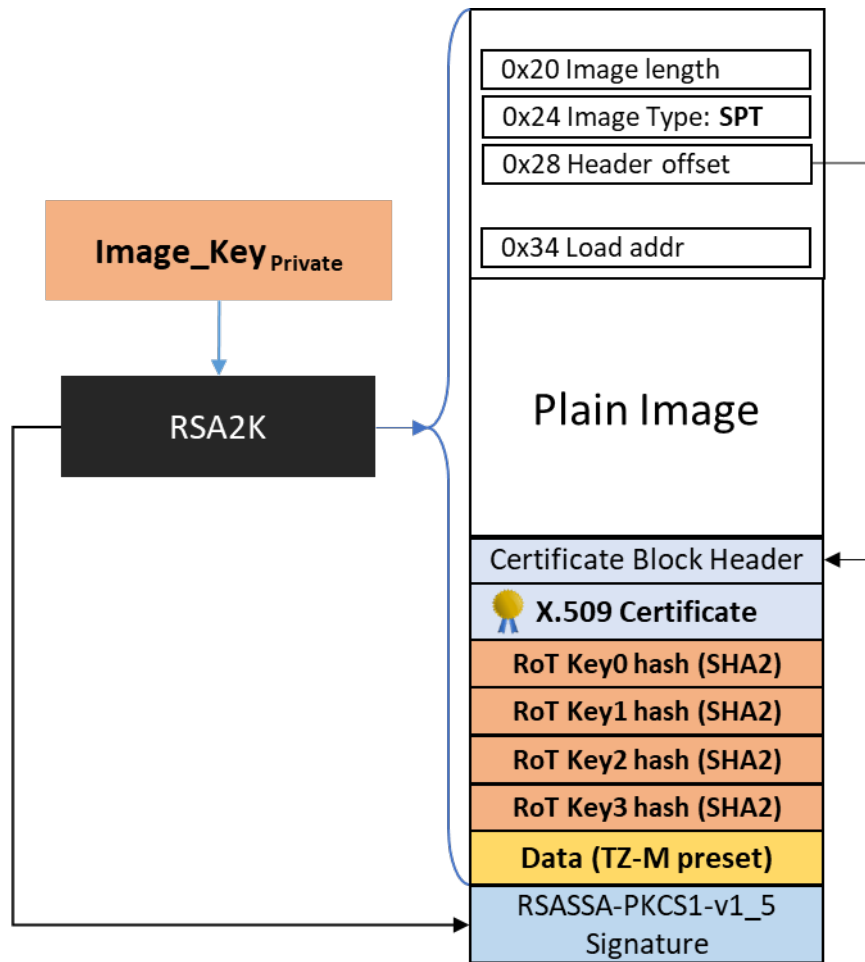 0x20 Image length
0x24 Image Type: SPT
0x28 Header offset
0x34 Load addr
Image_Key Private
RSA2K
Plain Image
Certificate Block Header
X.509 Certificate
RoT Key0 hash (SHA2)
RoT Key1 hash (SHA2)
RoT Key2 hash (SHA2)
RoT Key3 hash (SHA2)
Data (TZ-M preset)
RSASSA-PKCS1-v1_5
Signature